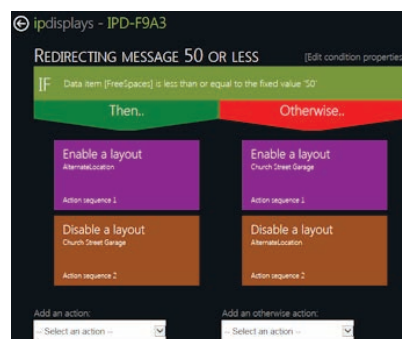 ipdisplays - IPD-F9A3
REDIRECTING MESSAGE 50 OR LESS
[Edit condition properties
IF Data item [FreeSpaces] is less than or equal to the fixed value '50'
Then..
Otherwise..
Enable a layout
AlternateLocation
Action sequence 1
Enable a layout
Church Street Garage
Action sequence 1
Disable a layout
Church Street Garage
Action sequence 2
Disable a layout
AlternateLocation
Action sequence 2
Add an action:
-- Select an action --
Add an otherwise action:
-- Select an action --